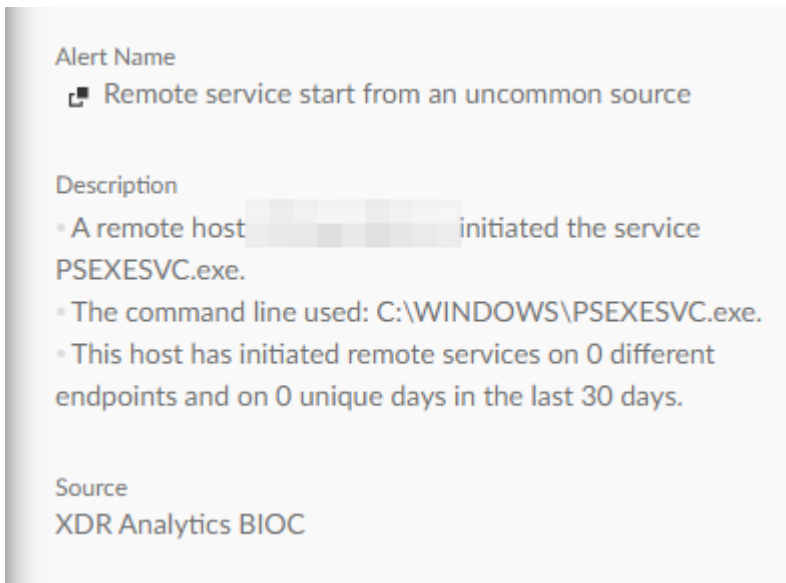 Alert Name
Remote service start from an uncommon source
Description
• A remote host initiated the service
PSEXESVC.exe.
• The command line used: C:\WINDOWS\PSEXESVC.exe.
• This host has initiated remote services on 0 different
endpoints and on 0 unique days in the last 30 days.
Source
XDR Analytics BIOC